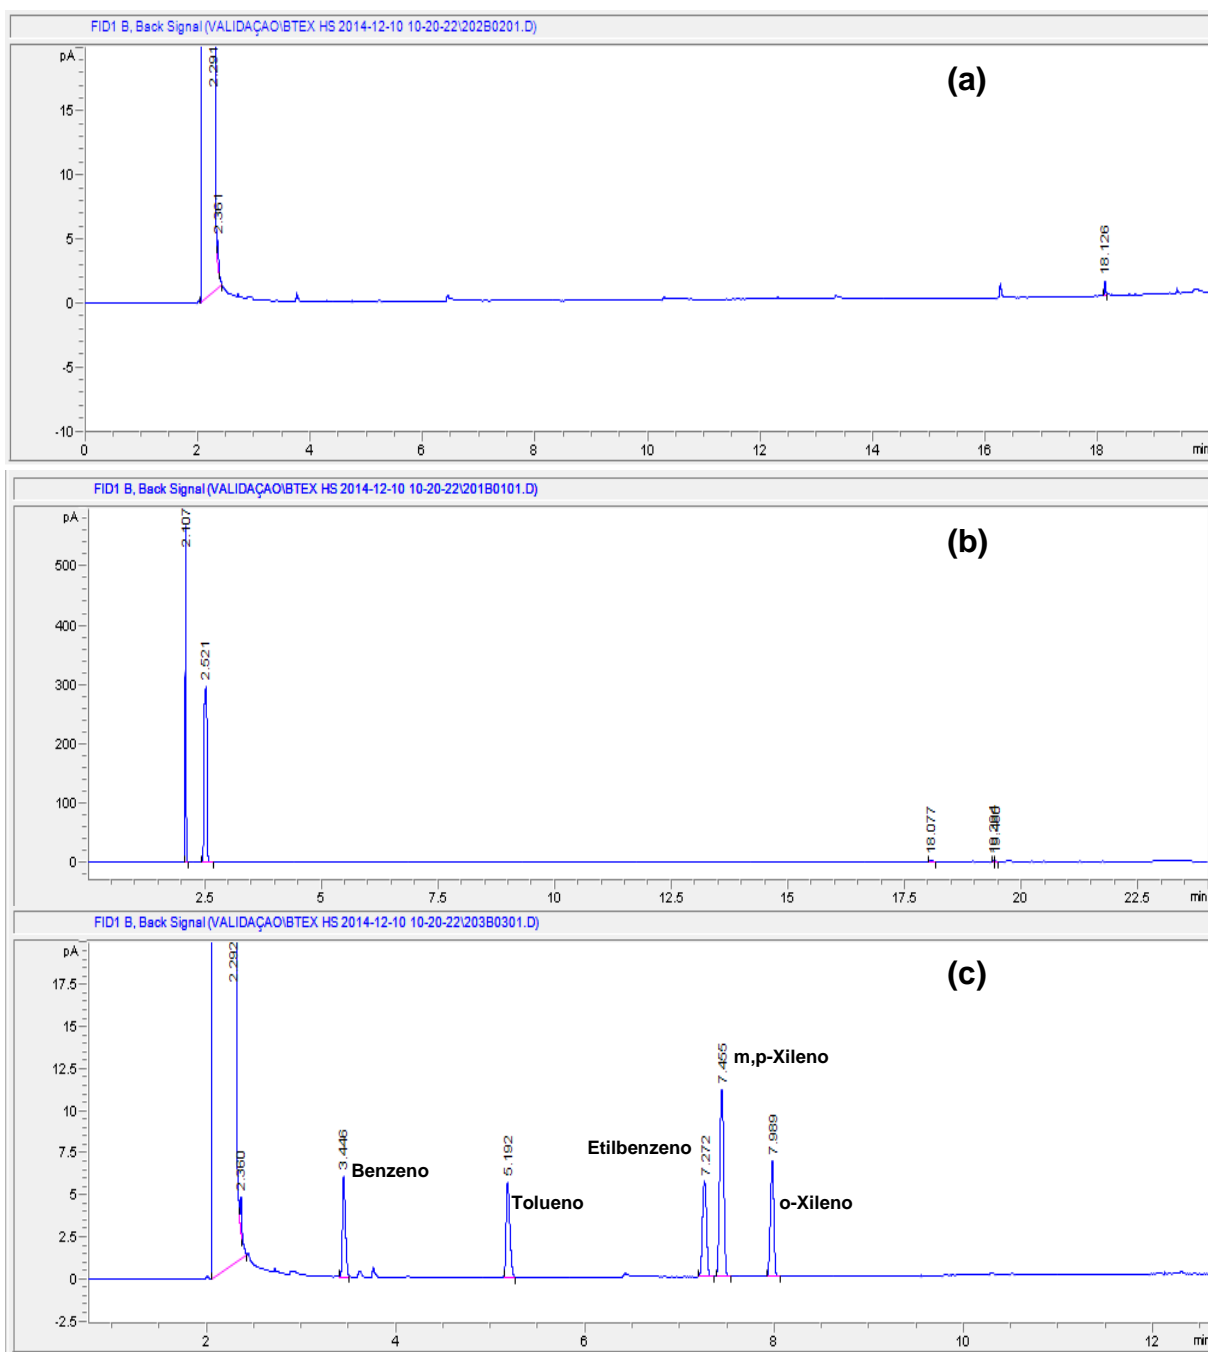 FID1 B, Back Signal (VALIDAÇAO\BTEX HS 2014-12-10 10-20-22\202B0201.D)
pA
(a)
2.291
2.361
18.126
15
10
5
0
-5
-10
0 2 4 6 8 10 12 14 16 18 min
FID1 B, Back Signal (VALIDAÇAO\BTEX HS 2014-12-10 10-20-22\201B0101.D)
pA
(b)
2.107
2.521
18.077
500
400
300
200
100
0
2.5 5 7.5 10 12.5 15 17.5 20 22.5 min
FID1 B, Back Signal (VALIDAÇAO\BTEX HS 2014-12-10 10-20-22\203B0301.D)
pA
(c)
2.292
2.360
3.446
Benzeno
5.192
Tolueno
Etilbenzeno
7.272
7.455
m,p-Xileno
7.989
o-Xileno
17.5
15
12.5
10
7.5
5
2.5
0
-2.5
2 4 6 8 10 12 min